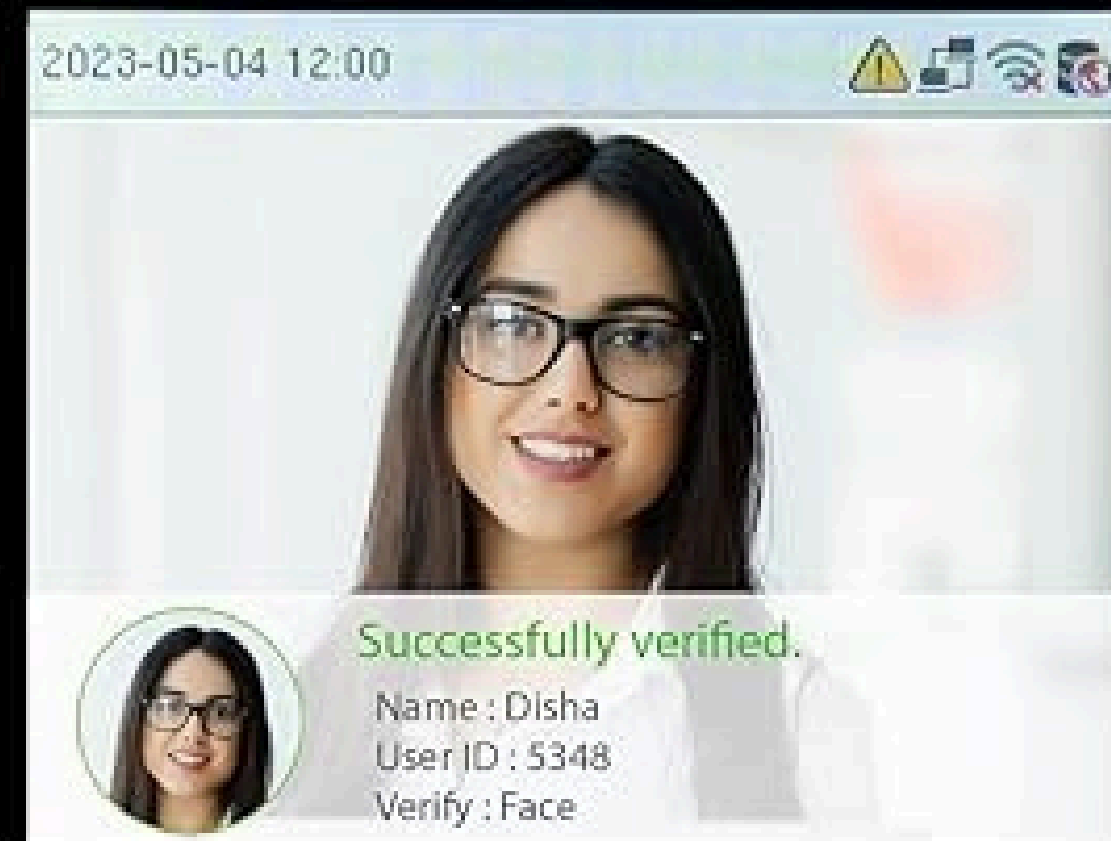 2023-05-04 12:00
Successfully verified.
Name : Disha
User ID : 5348
Verify : Face